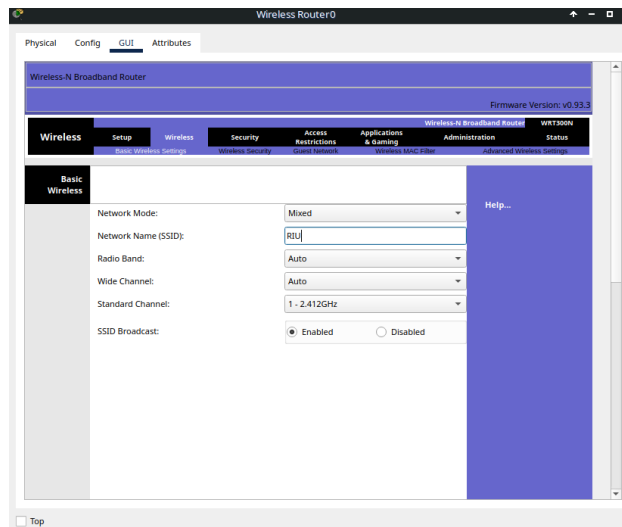 Wireless Router0
Physical Config GUI Attributes
Wireless-N Broadband Router
Firmware Version: v0.93.3
Wireless-N Broadband Router WRT300N
Wireless Setup Wireless Security Access Restrictions Applications & Gaming Administration Status
Basic Wireless Settings Wireless Security Guest Network Wireless MAC Filter Advanced Wireless Settings
Basic Wireless
Help...
Network Mode: Mixed
Network Name (SSID): RIU
Radio Band: Auto
Wide Channel: Auto
Standard Channel: 1 - 2.412GHz
SSID Broadcast: Enabled Disabled
Top